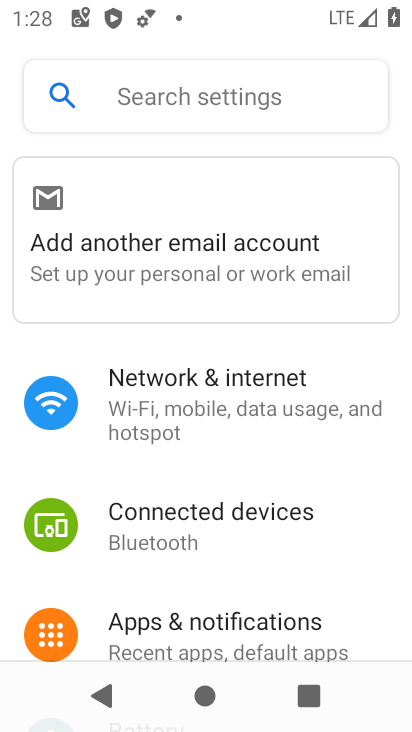 1:28
LTE
Search settings
Add another email account
Set up your personal or work email
Network & internet
Wi-Fi, mobile, data usage, and
hotspot
Connected devices
Bluetooth
Apps & notifications
Recent apps, default apps
Battery